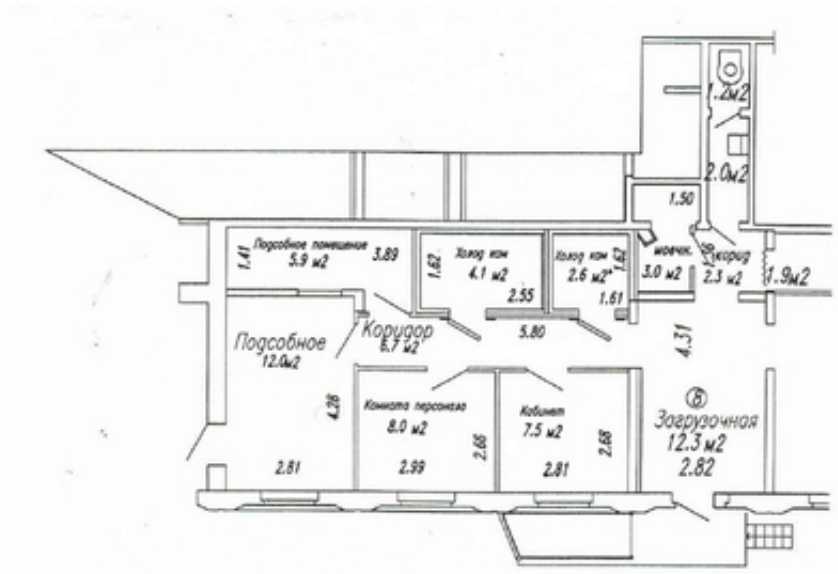 1.2м2
2.0м2
1.50
моечн.
3.0 м2
1.56
корид
2.3 м2
1.9м2
Подсобное помещение
5.9 м2
3.89
1.41
Холод кам
4.1 м2
1.62
2.55
Холод кам
2.6 м2
1.62
1.61
Подсобное
12.0м2
4.28
2.81
Коридор
6.7 м2
5.80
4.31
Комната персонала
8.0 м2
2.66
2.99
Кабинет
7.5 м2
2.68
2.81
Загрузочная
12.3 м2
2.82